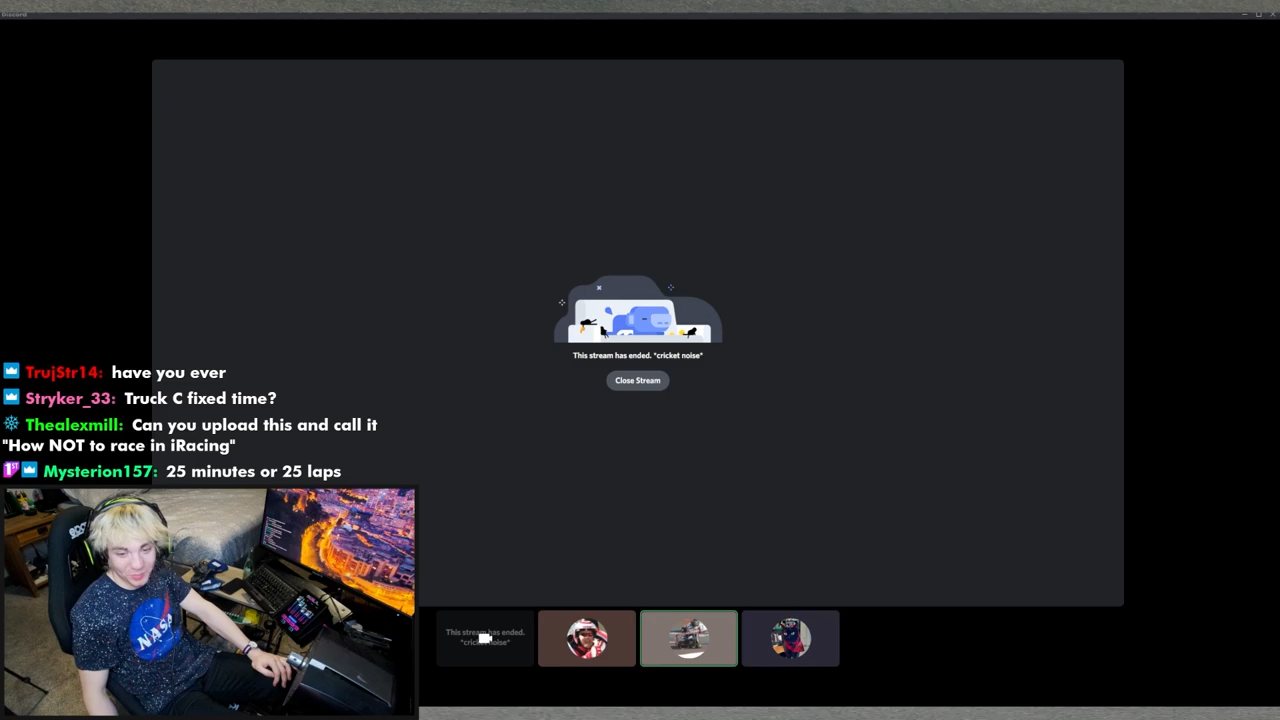 Discord
This stream has ended. *cricket noise*
Close Stream
TrujStr14: have you ever
Stryker_33: Truck C fixed time?
Thealexmill: Can you upload this and call it
"How NOT to race in iRacing"
Mysterion157: 25 minutes or 25 laps
NASA
This stream has ended.
*cricket noise*